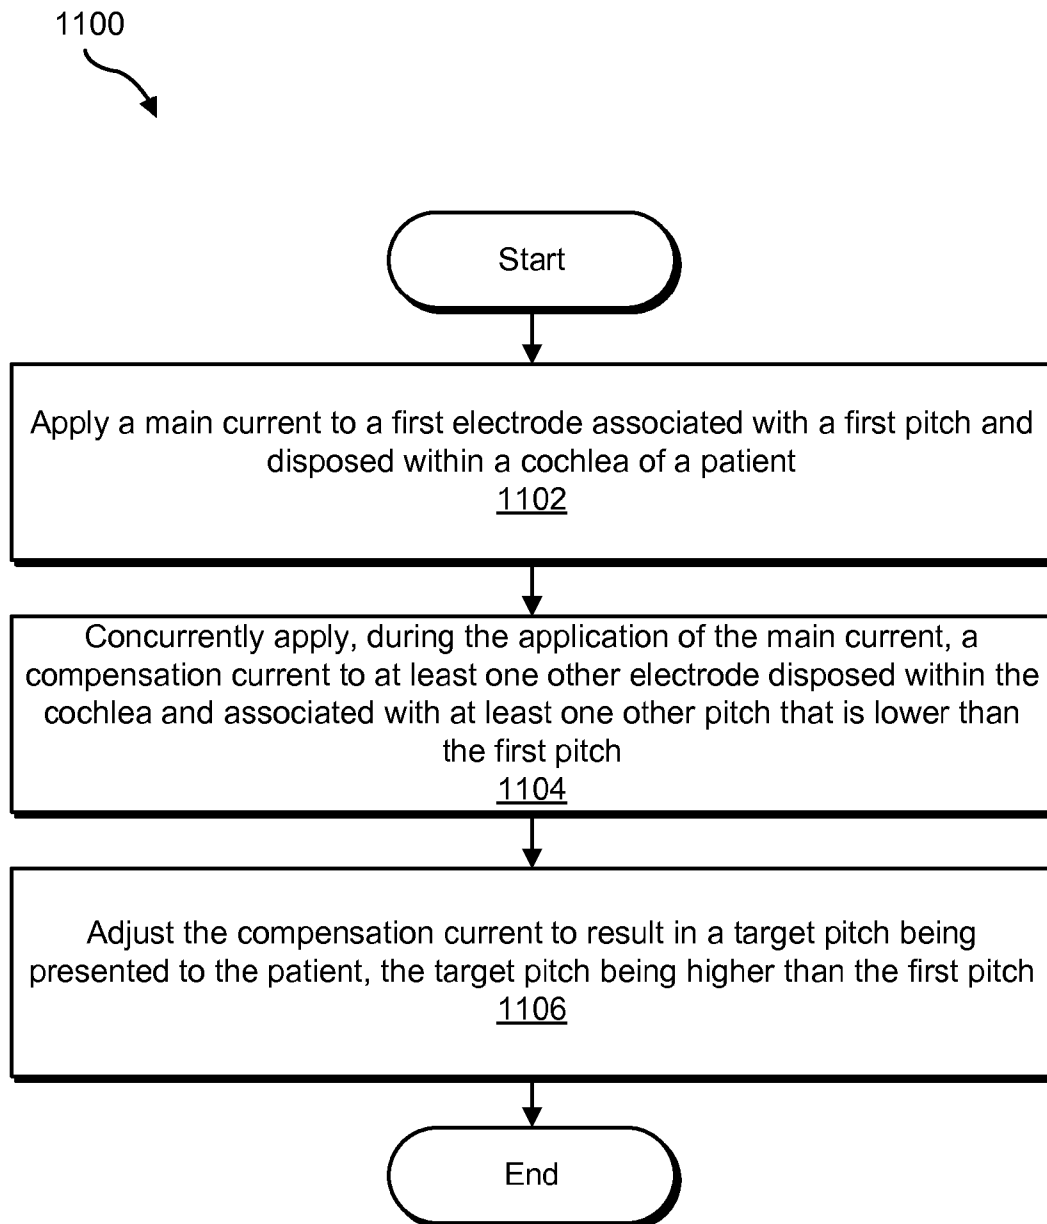 1100
Start
Apply a main current to a first electrode associated with a first pitch and
disposed within a cochlea of a patient
1102
Concurrently apply, during the application of the main current, a
compensation current to at least one other electrode disposed within the
cochlea and associated with at least one other pitch that is lower than
the first pitch
1104
Adjust the compensation current to result in a target pitch being
presented to the patient, the target pitch being higher than the first pitch
1106
End